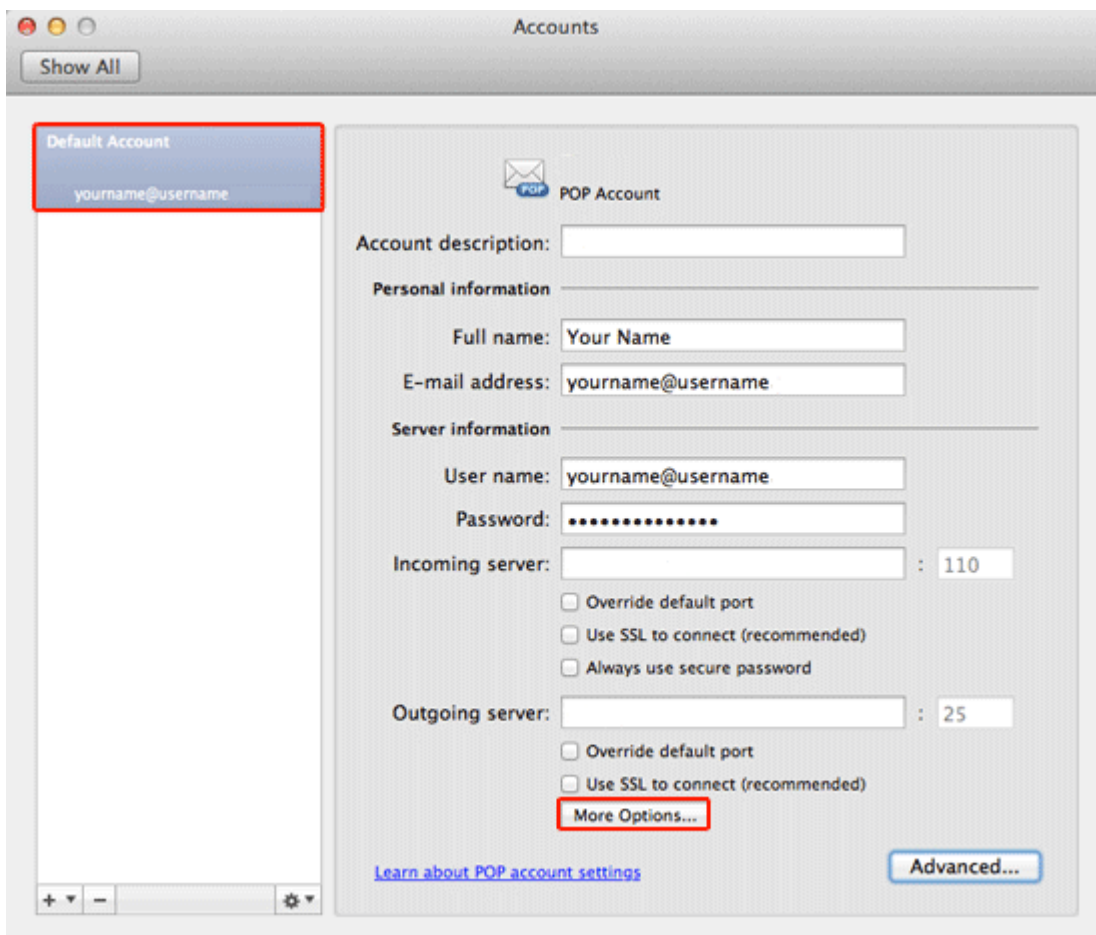 Accounts
Show All
Default Account
yourname@username
POP
POP Account
Account description:
Personal information
Full name: Your Name
E-mail address: yourname@username
Server information
User name: yourname@username
Password: ••••••••••••••
Incoming server: : 110
Override default port
Use SSL to connect (recommended)
Always use secure password
Outgoing server: : 25
Override default port
Use SSL to connect (recommended)
More Options...
Learn about POP account settings
Advanced...
+ −